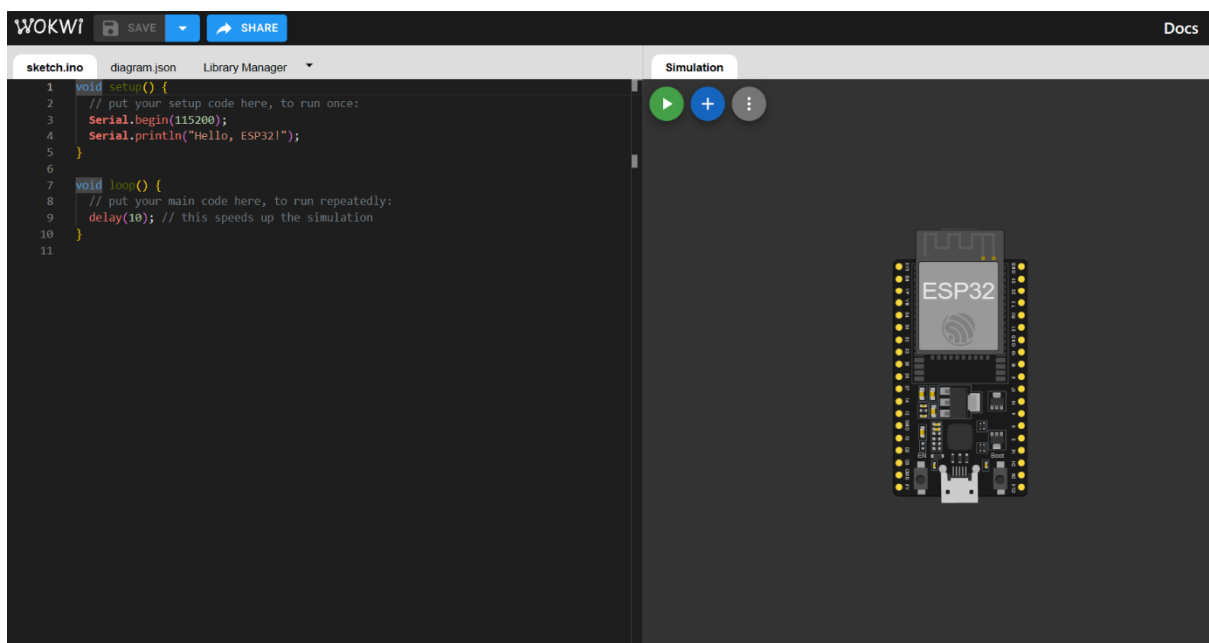 WOKWi SAVE SHARE Docs
sketch.ino diagram.json Library Manager
1 void setup() {
2 // put your setup code here, to run once:
3 Serial.begin(115200);
4 Serial.println("Hello, ESP32!");
5 }
6
7 void loop() {
8 // put your main code here, to run repeatedly:
9 delay(10); // this speeds up the simulation
10 }
11
Simulation
ESP32
EN Boot